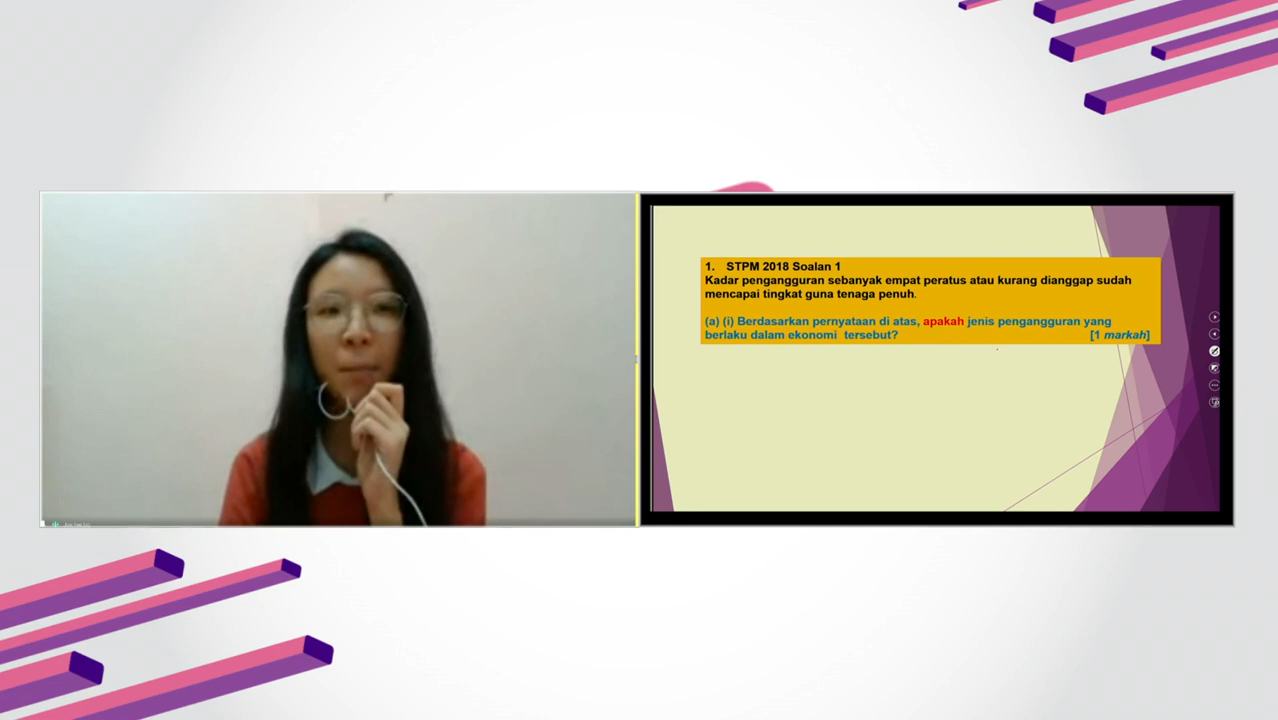 1. STPM 2018 Soalan 1
Kadar pengangguran sebanyak empat peratus atau kurang dianggap sudah
mencapai tingkat guna tenaga penuh.
(a) (i) Berdasarkan pernyataan di atas, apakah jenis pengangguran yang
berlaku dalam ekonomi tersebut? [1 markah]